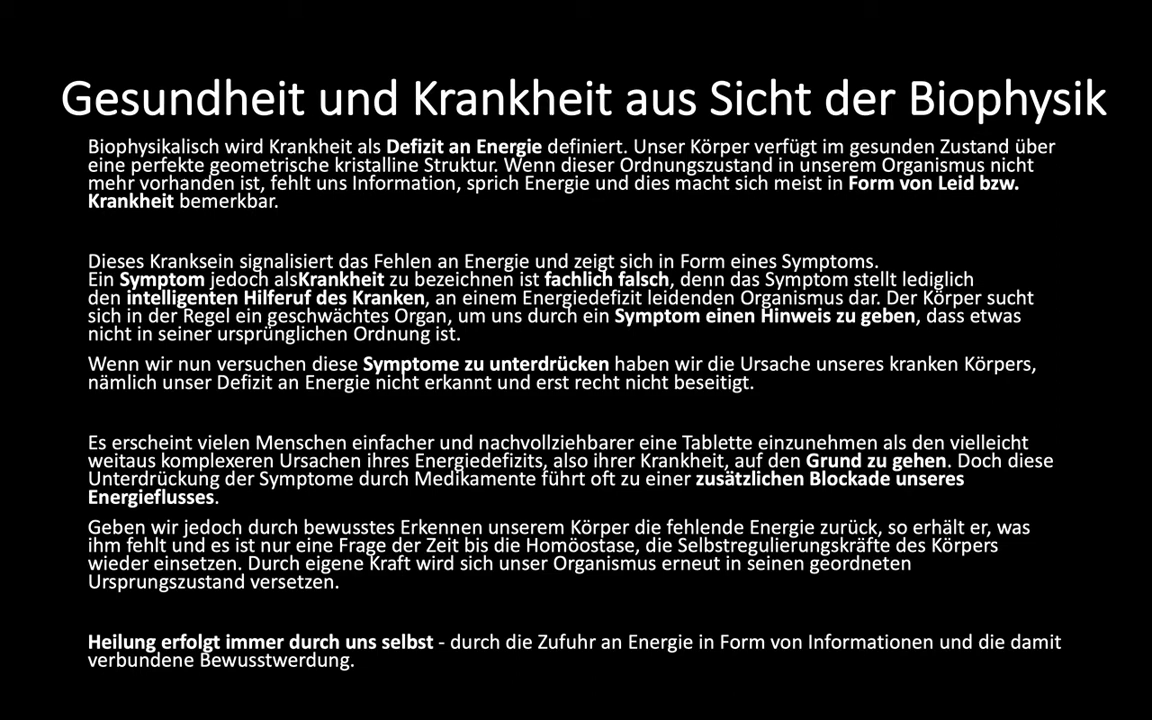 Gesundheit und Krankheit aus Sicht der Biophysik
Biophysikalisch wird Krankheit als Defizit an Energie definiert. Unser Körper verfügt im gesunden Zustand über
eine perfekte geometrische kristalline Struktur. Wenn dieser Ordnungszustand in unserem Organismus nicht
mehr vorhanden ist, fehlt uns Information, sprich Energie und dies macht sich meist in Form von Leid bzw.
Krankheit bemerkbar.
Dieses Kranksein signalisiert das Fehlen an Energie und zeigt sich in Form eines Symptoms.
Ein Symptom jedoch alsKrankheit zu bezeichnen ist fachlich falsch, denn das Symptom stellt lediglich
den intelligenten Hilferuf des Kranken, an einem Energiedefizit leidenden Organismus dar. Der Körper sucht
sich in der Regel ein geschwächtes Organ, um uns durch ein Symptom einen Hinweis zu geben, dass etwas
nicht in seiner ursprünglichen Ordnung ist.
Wenn wir nun versuchen diese Symptome zu unterdrücken haben wir die Ursache unseres kranken Körpers,
nämlich unser Defizit an Energie nicht erkannt und erst recht nicht beseitigt.
Es erscheint vielen Menschen einfacher und nachvollziehbarer eine Tablette einzunehmen als den vielleicht
weitaus komplexeren Ursachen ihres Energiedefizits, also ihrer Krankheit, auf den Grund zu gehen. Doch diese
Unterdrückung der Symptome durch Medikamente führt oft zu einer zusätzlichen Blockade unseres
Energieflusses.
Geben wir jedoch durch bewusstes Erkennen unserem Körper die fehlende Energie zurück, so erhält er, was
ihm fehlt und es ist nur eine Frage der Zeit bis die Homöostase, die Selbstregulierungskräfte des Körpers
wieder einsetzen. Durch eigene Kraft wird sich unser Organismus erneut in seinen geordneten
Ursprungszustand versetzen.
Heilung erfolgt immer durch uns selbst - durch die Zufuhr an Energie in Form von Informationen und die damit
verbundene Bewusstwerdung.